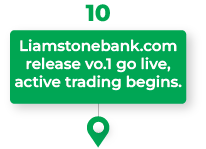 10
Liamstonebank.com
release vo.1 go live,
active trading begins.